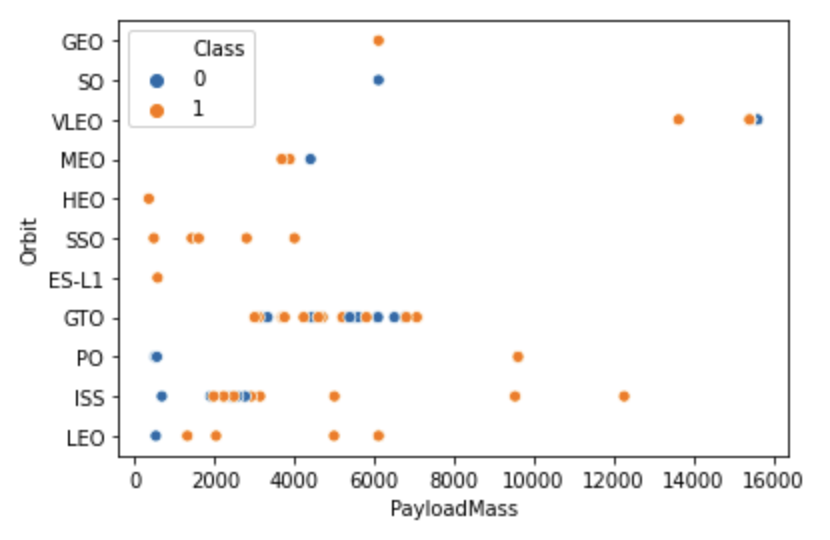 Class
0
1
Orbit
GEO
SO
VLEO
MEO
HEO
SSO
ES-L1
GTO
PO
ISS
LEO
0 2000 4000 6000 8000 10000 12000 14000 16000
PayloadMass